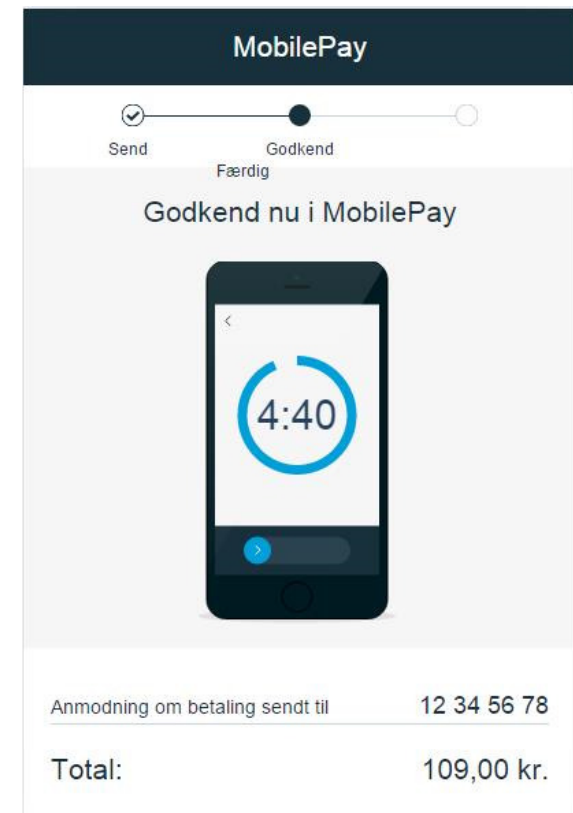 MobilePay
Send Godkend
Færdig
Godkend nu i MobilePay
4:40
Anmodning om betaling sendt til 12 34 56 78
Total: 109,00 kr.